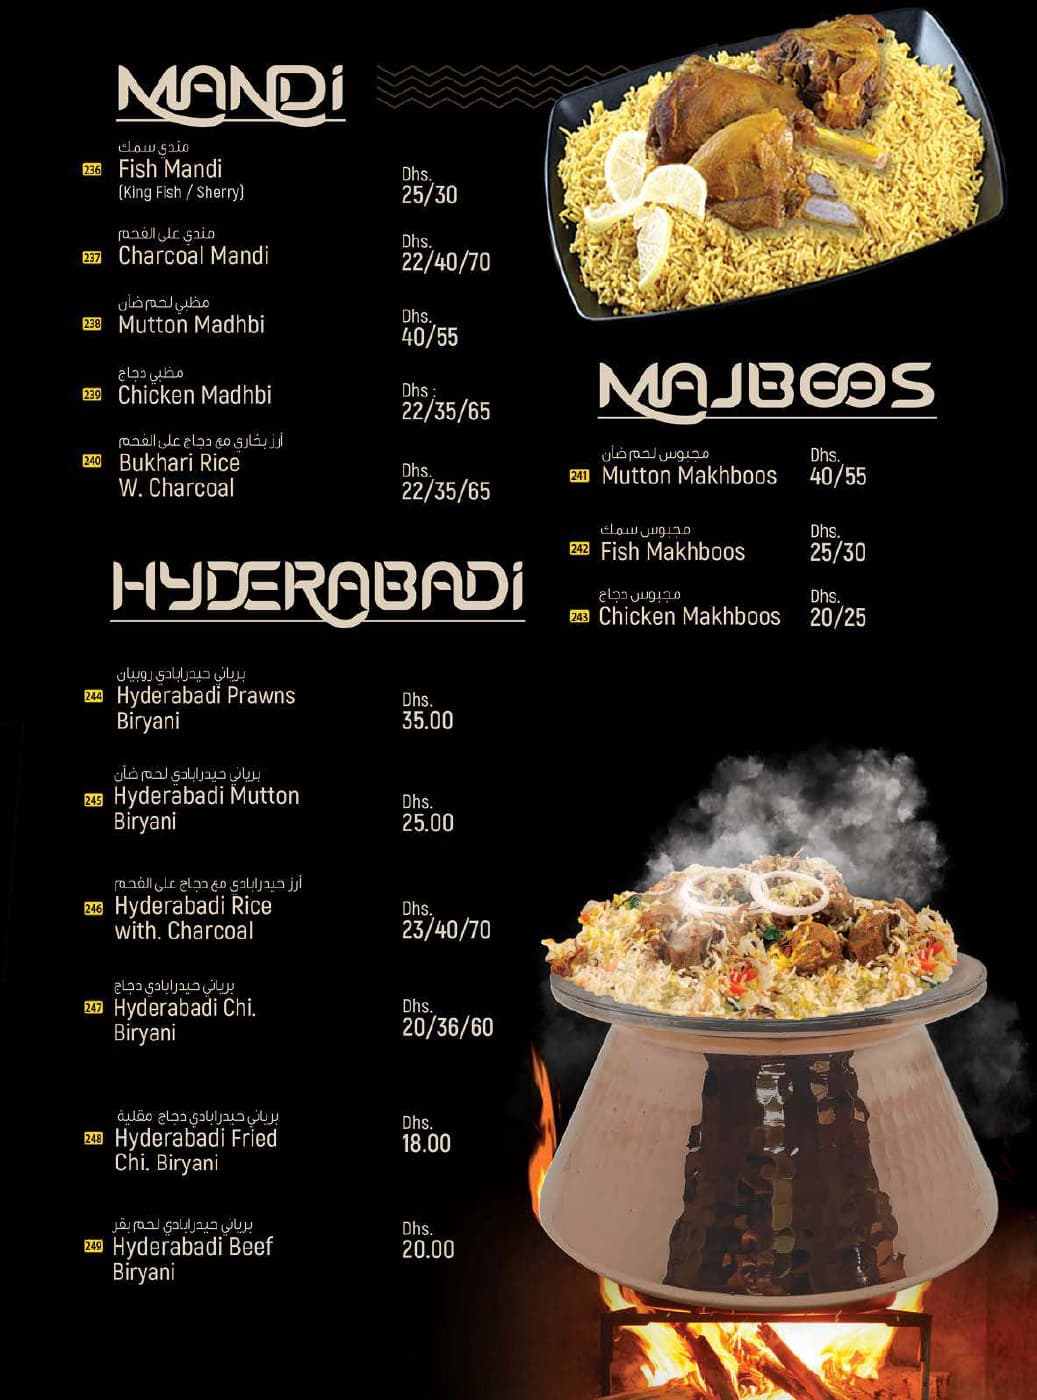 MANDi
مندي سمك
236 Fish Mandi
(King Fish / Sherry)
Dhs.
25/30
مندي على الفحم
237 Charcoal Mandi
Dhs.
22/40/70
مظبي لحم ضأن
238 Mutton Madhbi
Dhs.
40/55
مظبي دجاج
239 Chicken Madhbi
Dhs :
22/35/65
أرز بخاري مع دجاج على الفحم
240 Bukhari Rice
W. Charcoal
Dhs.
22/35/65
MAJBOOS
مجبوس لحم ضأن
241 Mutton Makhboos
Dhs.
40/55
مجبوس سمك
242 Fish Makhboos
Dhs.
25/30
مجبوس دجاج
243 Chicken Makhboos
Dhs.
20/25
HYDERABADi
برياني حيدرابادي روبيان
244 Hyderabadi Prawns
Biryani
Dhs.
35.00
برياني حيدرابادي لحم ضأن
245 Hyderabadi Mutton
Biryani
Dhs.
25.00
أرز حيدرابادي مع دجاج على الفحم
246 Hyderabadi Rice
with. Charcoal
Dhs.
23/40/70
برياني حيدرابادي دجاج
247 Hyderabadi Chi.
Biryani
Dhs.
20/36/60
برياني حيدرابادي دجاج مقلية
248 Hyderabadi Fried
Chi. Biryani
Dhs.
18.00
برياني حيدرابادي لحم بقر
249 Hyderabadi Beef
Biryani
Dhs.
20.00